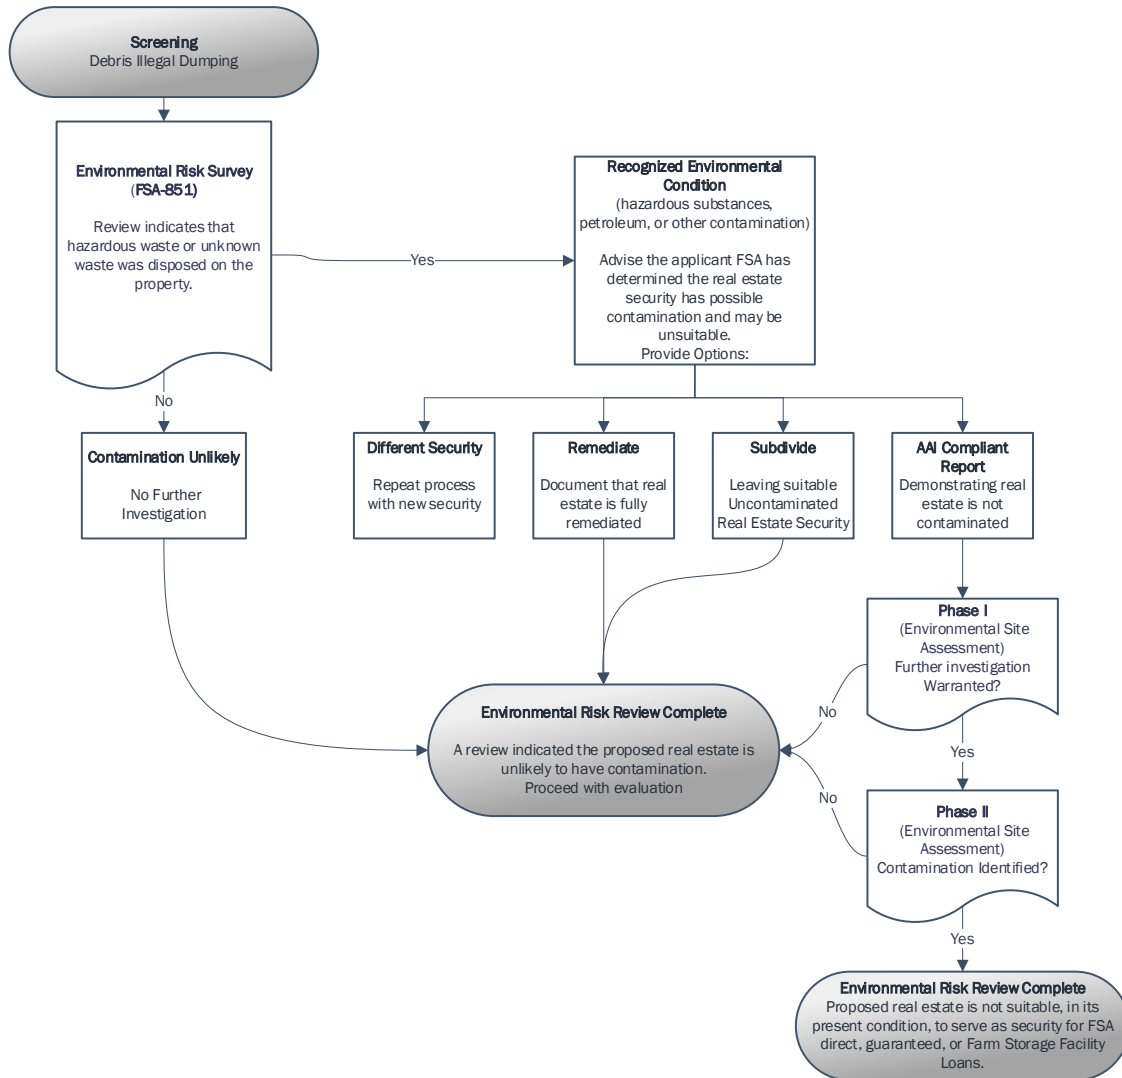 Screening
Debris Illegal Dumping
Environmental Risk Survey
(FSA-851)
Review indicates that
hazardous waste or unknown
waste was disposed on the
property.
Yes
Recognized Environmental
Condition
(hazardous substances,
petroleum, or other contamination)
Advise the applicant FSA has
determined the real estate
security has possible
contamination and may be
unsuitable.
Provide Options:
No
Contamination Unlikely
No Further
Investigation
Different Security
Repeat process
with new security
Remediate
Document that real
estate is fully
remediated
Subdivide
Leaving suitable
Uncontaminated
Real Estate Security
AAI Compliant
Report
Demonstrating real
estate is not
contaminated
Phase I
(Environmental Site
Assessment)
Further investigation
Warranted?
No
Yes
Environmental Risk Review Complete
A review indicated the proposed real estate is
unlikely to have contamination.
Proceed with evaluation
No
Phase II
(Environmental Site
Assessment)
Contamination Identified?
Yes
Environmental Risk Review Complete
Proposed real estate is not suitable, in its
present condition, to serve as security for FSA
direct, guaranteed, or Farm Storage Facility
Loans.